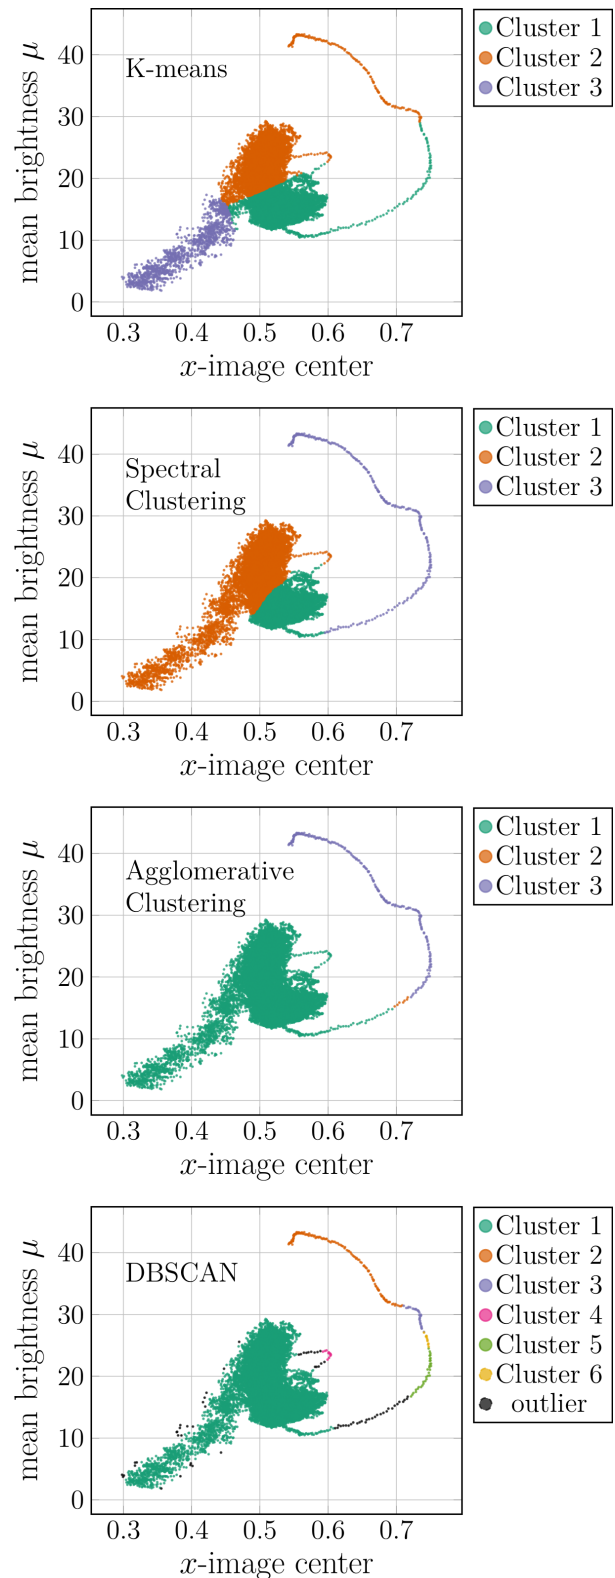 K-means
Cluster 1
Cluster 2
Cluster 3
mean brightness μ
40
30
20
10
0
0.3 0.4 0.5 0.6 0.7
x-image center
Spectral
Clustering
Cluster 1
Cluster 2
Cluster 3
mean brightness μ
40
30
20
10
0
0.3 0.4 0.5 0.6 0.7
x-image center
Agglomerative
Clustering
Cluster 1
Cluster 2
Cluster 3
mean brightness μ
40
30
20
10
0
0.3 0.4 0.5 0.6 0.7
x-image center
DBSCAN
Cluster 1
Cluster 2
Cluster 3
Cluster 4
Cluster 5
Cluster 6
outlier
mean brightness μ
40
30
20
10
0
0.3 0.4 0.5 0.6 0.7
x-image center